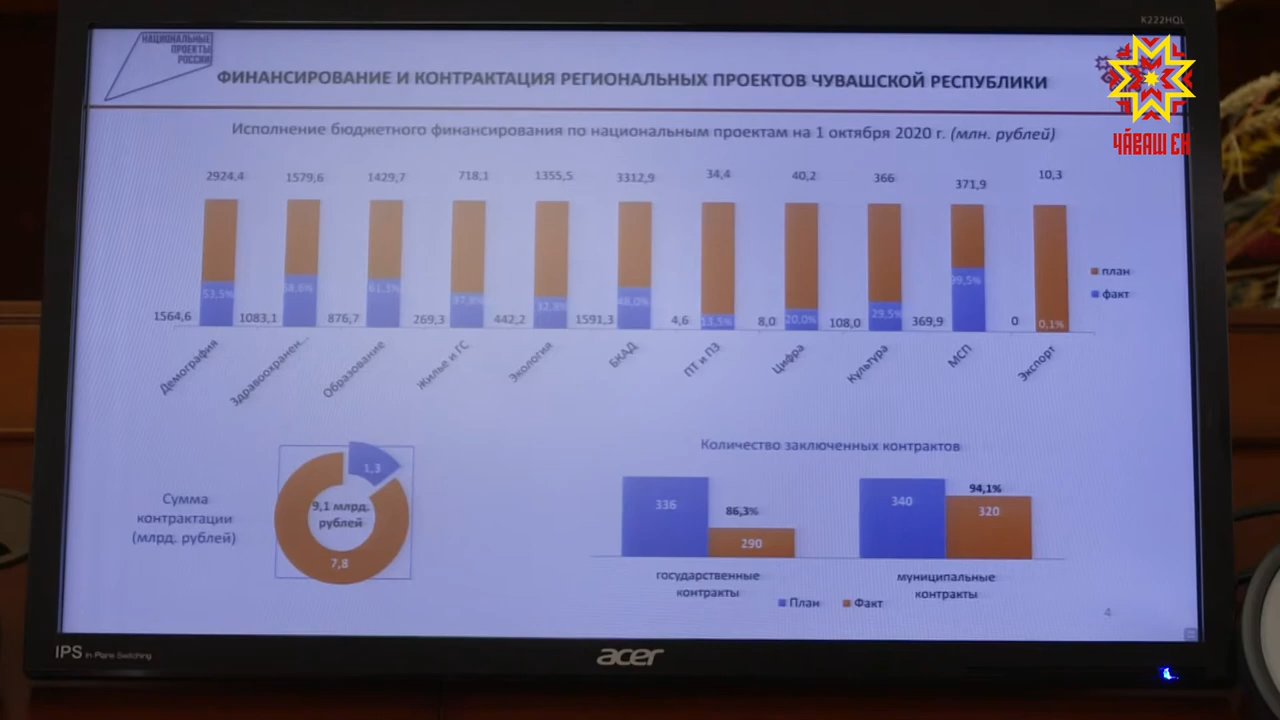 K222HQL
НАЦИОНАЛЬНЫЕ
ПРОЕКТЫ
РОССИИ
ФИНАНСИРОВАНИЕ И КОНТРАКТАЦИЯ РЕГИОНАЛЬНЫХ ПРОЕКТОВ ЧУВАШСКОЙ РЕСПУБЛИКИ
ЧӐВАШ ЕН
Исполнение бюджетного финансирования по национальным проектам на 1 октября 2020 г. (млн. рублей)
2924,4 1579,6 1429,7 718,1 1355,5 3312,9 34,4 40,2 366 371,9 10,3
план
факт
53,5% 68,6% 61,3% 37,5% 32,8% 48,0% 13,5% 20,0% 29,5% 99,5% 0,1%
1564,6 1083,1 876,7 269,3 442,2 1591,3 4,6 8,0 108,0 369,9 0
Демография Здравоохранен... Образование Жилье и ГС Экология БКАД ПТ и ПЗ Цифра Культура МСП Экспорт
Сумма
контрактации
(млрд. рублей)
1,3
9,1 млрд.
рублей
7,8
Количество заключенных контрактов
336 86,3% 290
340 94,1% 320
государственные
контракты
муниципальные
контракты
План Факт
4
IPS In-Plane Switching
acer